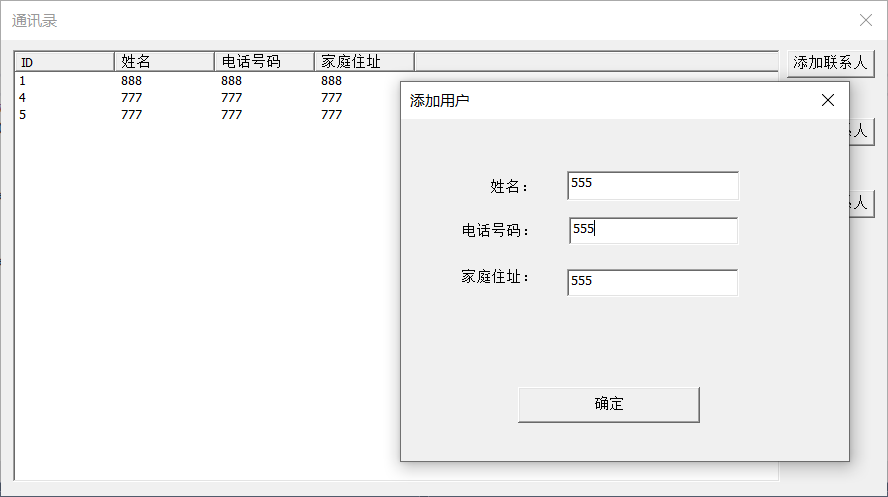 通讯录
ID 姓名 电话号码 家庭住址
1 888 888 888
4 777 777 777
5 777 777 777
添加联系人
系人
系人
添加用户
姓名： 555
电话号码： 555
家庭住址： 555
确定